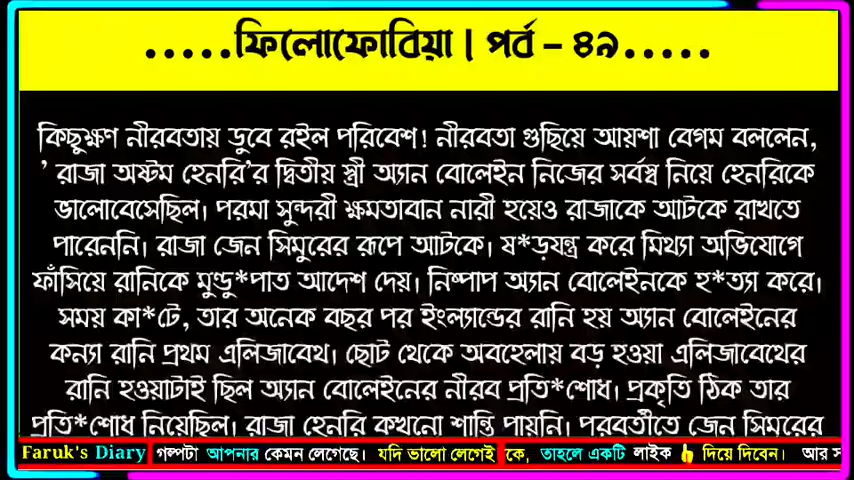 .....ফিলোফোবিয়া | পর্ব – ৪৯.....
কিছুক্ষণ নীরবতায় ডুবে রইল পরিবেশ! নীরবতা গুছিয়ে আয়শা বেগম বললেন,
’ রাজা অষ্টম হেনরি’র দ্বিতীয় স্ত্রী অ্যান বোলেইন নিজের সর্বস্ব নিয়ে হেনরিকে
ভালোবেসেছিল। পরমা সুন্দরী ক্ষমতাবান নারী হয়েও রাজাকে আটকে রাখতে
পারেননি। রাজা জেন সিমুরের রূপে আটকে। ষ*ড়যন্ত্র করে মিথ্যা অভিযোগে
ফাঁসিয়ে রানিকে মুন্ডু*পাত আদেশ দেয়। নিষ্পাপ অ্যান বোলেইনকে হ*ত্যা করে।
সময় কা*টে, তার অনেক বছর পর ইংল্যান্ডের রানি হয় অ্যান বোলেইনের
কন্যা রানি প্রথম এলিজাবেথ। ছোট থেকে অবহেলায় বড় হওয়া এলিজাবেথের
রানি হওয়াটাই ছিল অ্যান বোলেইনের নীরব প্রতি*শোধ। প্রকৃতি ঠিক তার
প্রতি*শোধ নিয়েছিল। রাজা হেনরি কখনো শান্তি পায়নি। পরবর্তীতে জেন সিমরের
Faruk's Diary গল্পটা আপনার কেমন লেগেছে। যদি ভালো লেগেই কে, তাহলে একটি লাইক 👆 দিয়ে দিবেন। আর স